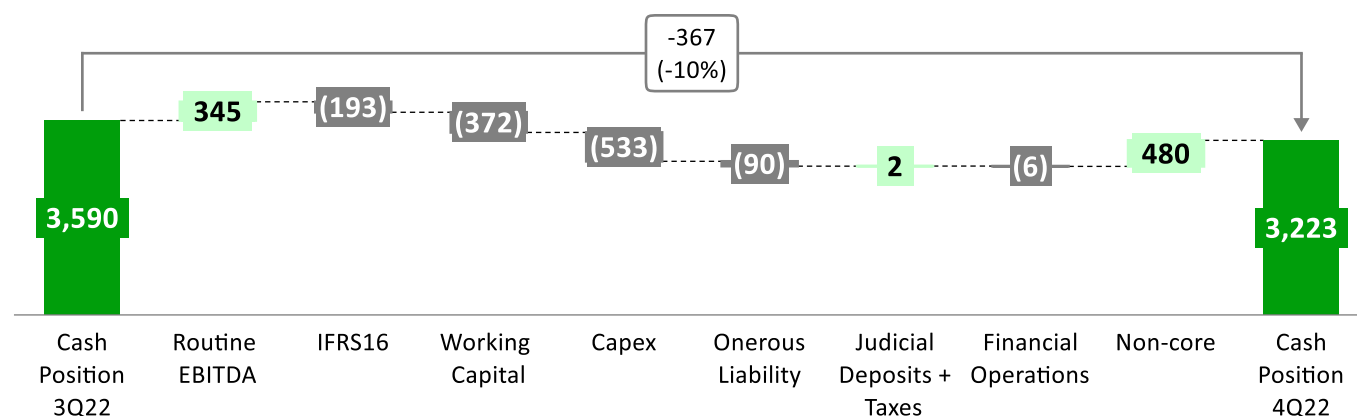 -367
(-10%)
345
(193)
(372)
(533)
(90)
2
(6)
480
3,590
3,223
Cash
Position
3Q22
Routine
EBITDA
IFRS16
Working
Capital
Capex
Onerous
Liability
Judicial
Deposits +
Taxes
Financial
Operations
Non-core
Cash
Position
4Q22